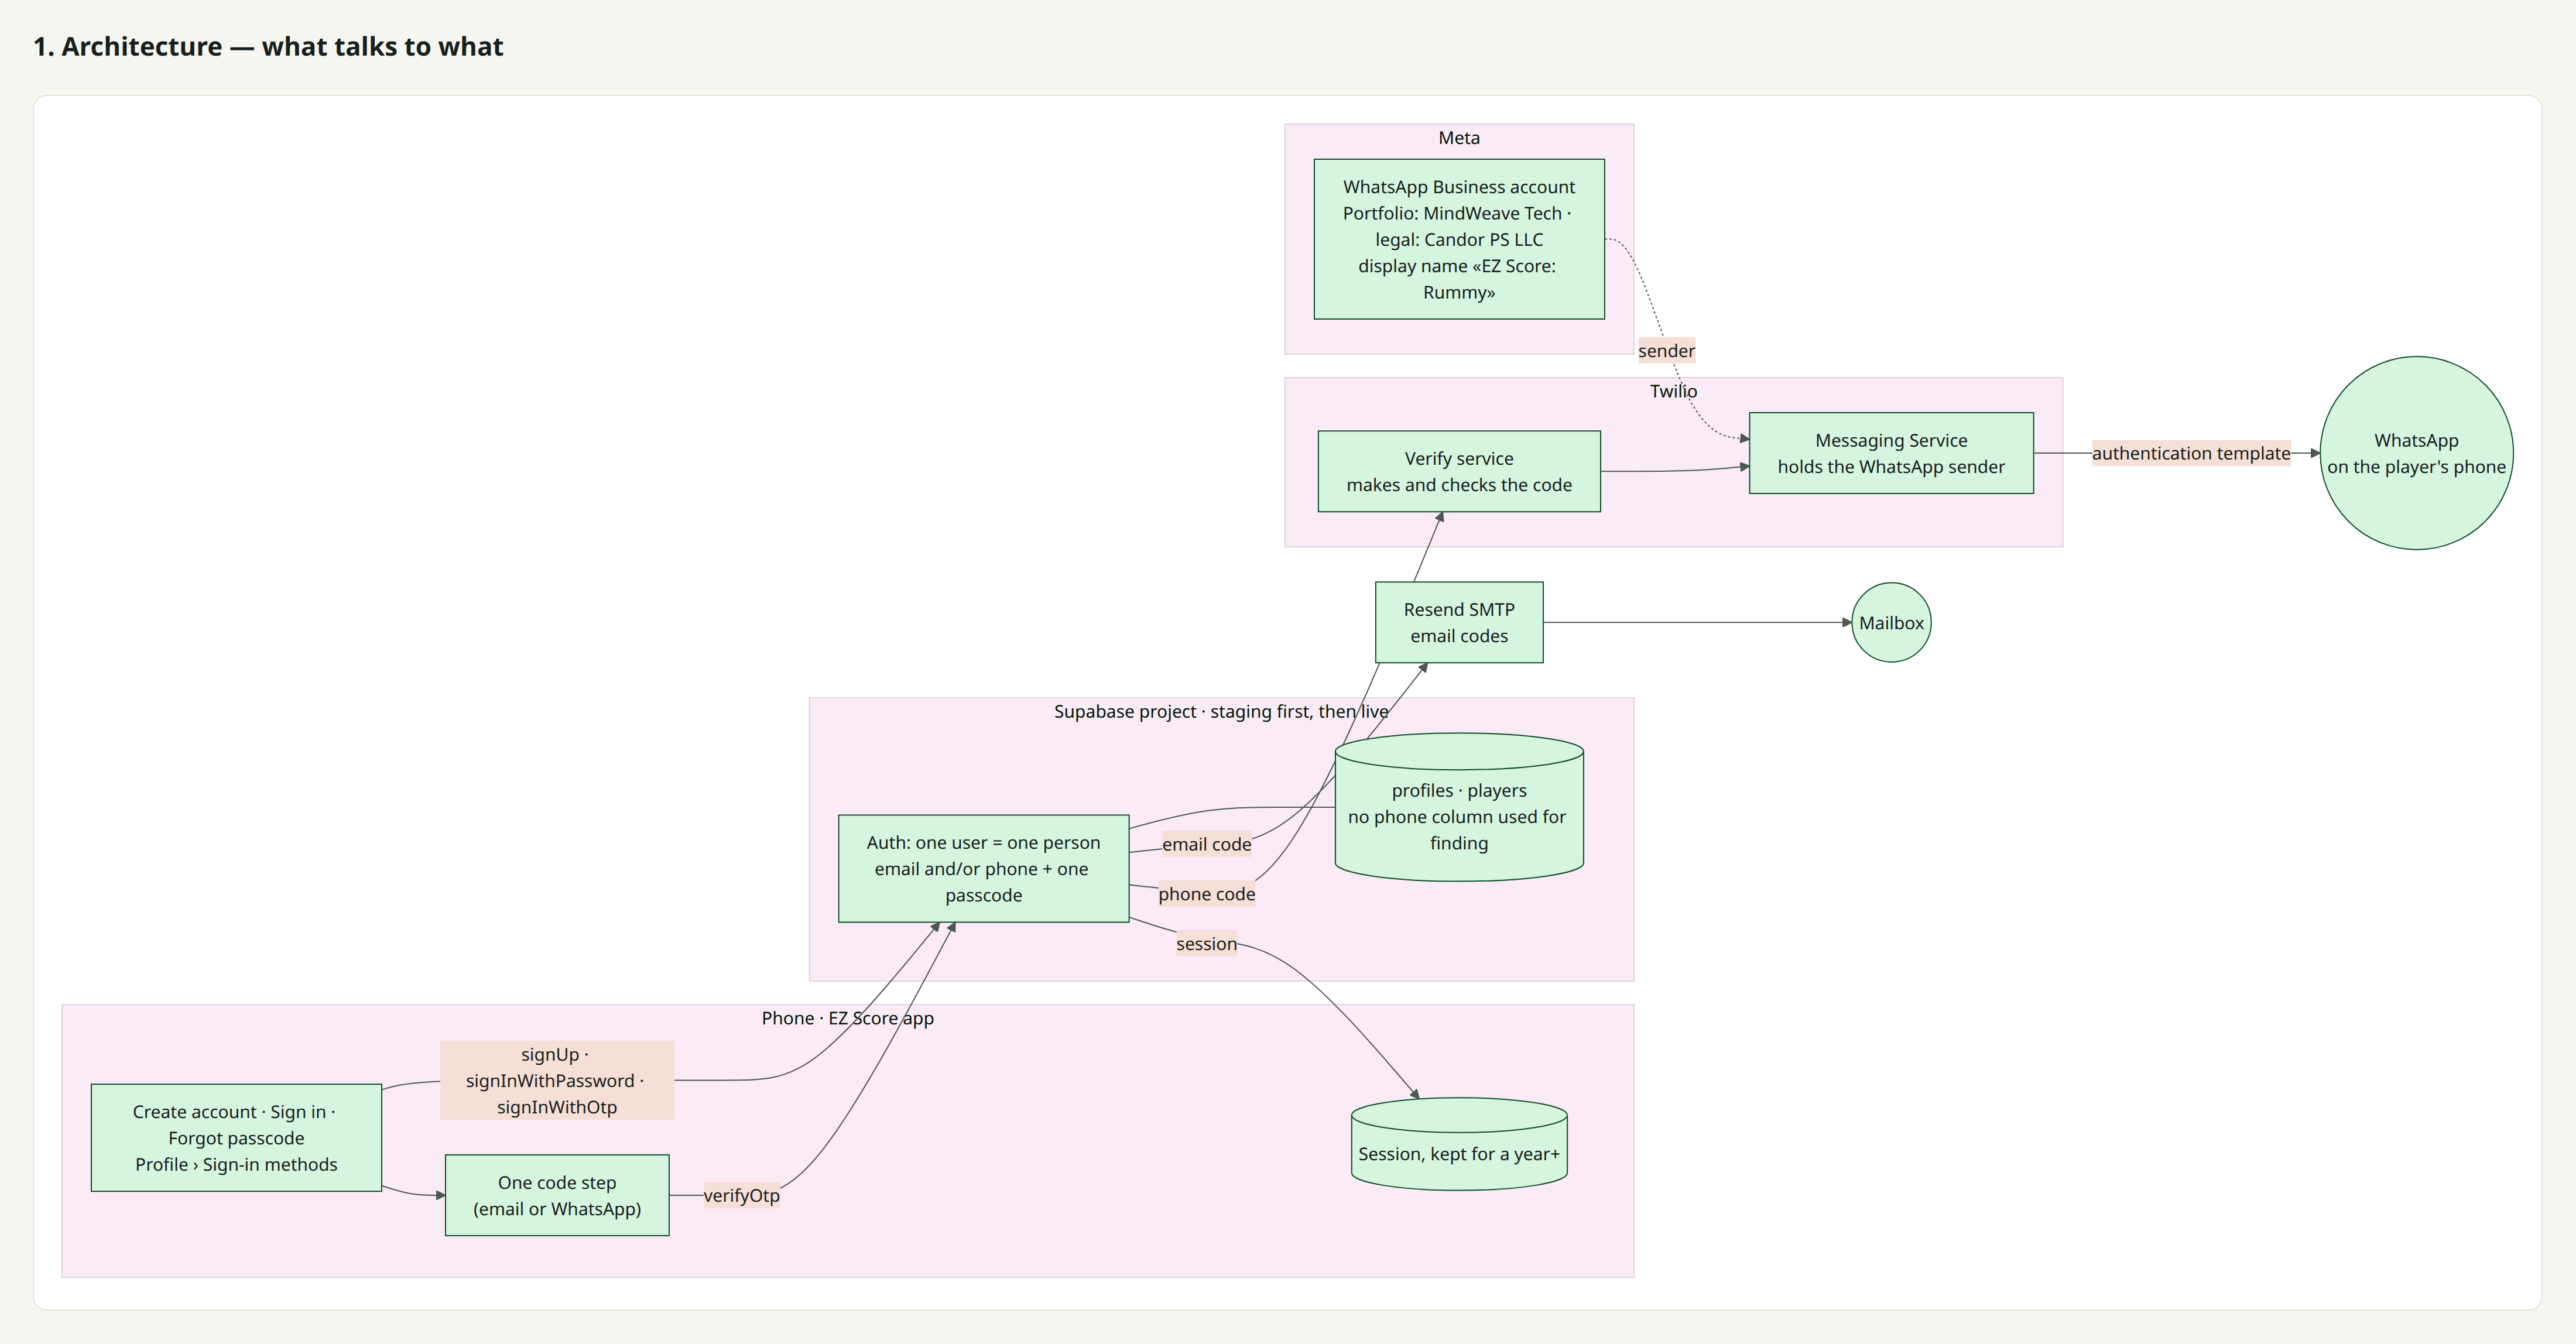 1. Architecture — what talks to what
Meta
WhatsApp Business account
Portfolio: MindWeave Tech ·
legal: Candor PS LLC
display name «EZ Score:
Rummy»
sender
Twilio
Verify service
makes and checks the code
Messaging Service
holds the WhatsApp sender
authentication template
WhatsApp
on the player's phone
Resend SMTP
email codes
Mailbox
Supabase project · staging first, then live
profiles · players
no phone column used for
finding
Auth: one user = one person
email and/or phone + one
passcode
email code
phone code
session
Phone · EZ Score app
signUp ·
signInWithPassword ·
signInWithOtp
Create account · Sign in ·
Forgot passcode
Profile › Sign-in methods
One code step
(email or WhatsApp)
verifyOtp
Session, kept for a year+